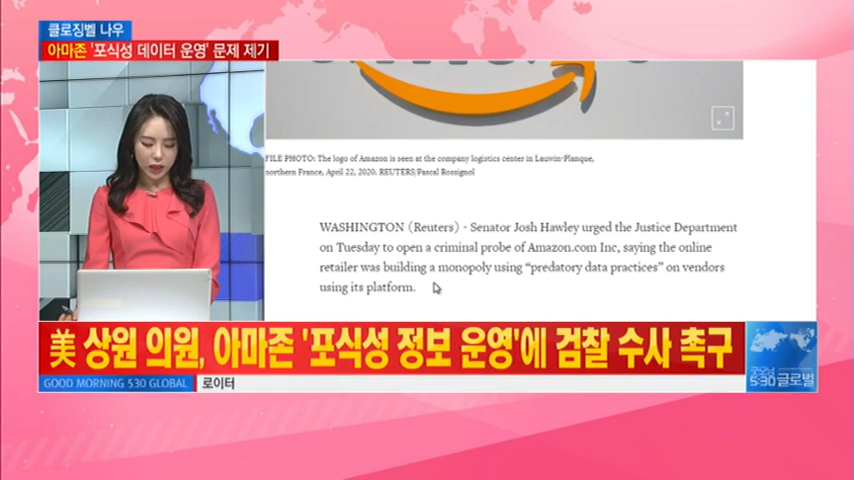 클로징벨 나우
아마존 '포식성 데이터 운영' 문제 제기
FILE PHOTO: The logo of Amazon is seen at the company logistics center in Lauwin-Planque,
northern France, April 22, 2020. REUTERS/Pascal Rossignol
WASHINGTON (Reuters) - Senator Josh Hawley urged the Justice Department
on Tuesday to open a criminal probe of Amazon.com Inc, saying the online
retailer was building a monopoly using “predatory data practices” on vendors
using its platform.
美 상원 의원, 아마존 '포식성 정보 운영'에 검찰 수사 촉구
굿모닝
5:30 글로벌
GOOD MORNING 530 GLOBAL
로이터